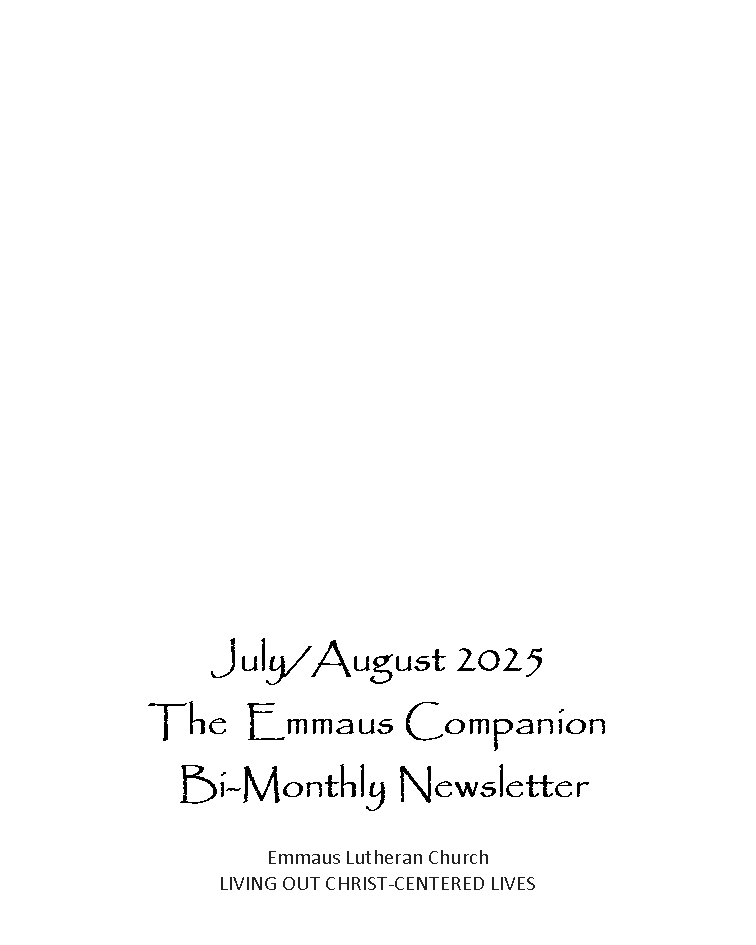 July/August 2025
The Emmaus Companion
Bi-Monthly Newsletter
Emmaus Lutheran Church
LIVING OUT CHRIST-CENTERED LIVES